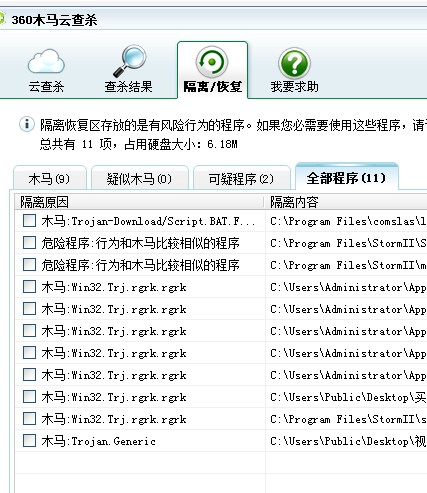 360木马云查杀
云查杀 查杀结果 隔离/恢复 我要求助
隔离恢复区存放的是有风险行为的程序。如果您必需要使用这些程序，请
总共有 11 项，占用硬盘大小：6.18M
木马(9) 疑似木马(0) 可疑程序(2) 全部程序(11)
隔离原因 隔离内容
木马:Trojan-Download/Script.BAT.F... C:\Program Files\comslas\l
危险程序:行为和木马比较相似的程序 C:\Program Files\StormII\S
危险程序:行为和木马比较相似的程序 C:\Program Files\StormII\m
木马:Win32.Trj.rgrk.rgrk C:\Users\Administrator\App
木马:Win32.Trj.rgrk.rgrk C:\Users\Administrator\App
木马:Win32.Trj.rgrk.rgrk C:\Users\Administrator\App
木马:Win32.Trj.rgrk.rgrk C:\Users\Administrator\App
木马:Win32.Trj.rgrk.rgrk C:\Users\Administrator\App
木马:Win32.Trj.rgrk.rgrk C:\Users\Public\Desktop\买
木马:Win32.Trj.rgrk.rgrk C:\Program Files\StormII\s
木马:Trojan.Generic C:\Users\Public\Desktop\视